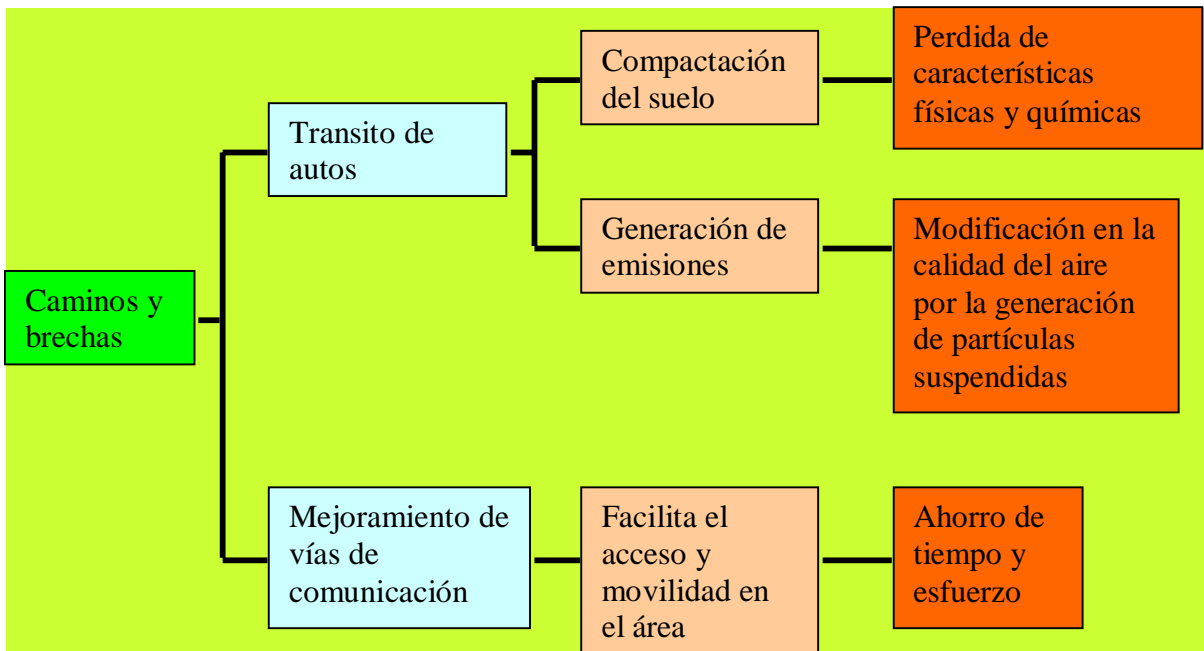 Caminos y
brechas
Transito de
autos
Compactación
del suelo
Perdida de
características
físicas y químicas
Generación de
emisiones
Modificación en la
calidad del aire
por la generación
de partículas
suspendidas
Mejoramiento de
vías de
comunicación
Facilita el
acceso y
movilidad en
el área
Ahorro de
tiempo y
esfuerzo